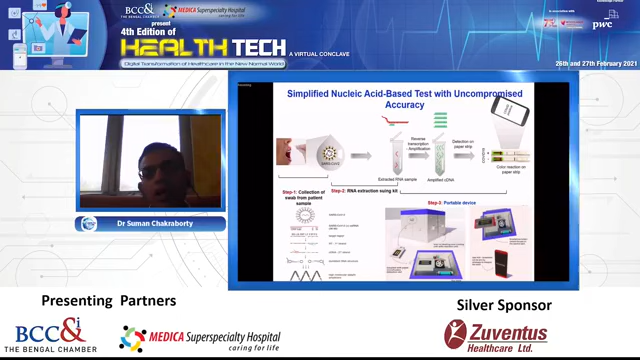 BCC&i
THE BENGAL CHAMBER
MEDICA Superspecialty Hospital
caring for life
present
4th Edition of
HEALTH TECH
A VIRTUAL CONCLAVE
Digital Transformation of Healthcare in the New Normal World
pwc
26th and 27th February 2021
Simplified Nucleic Acid-Based Test with Uncompromised
Accuracy
Reverse
transcription
- Amplification
Detection on
paper strip
Extracted RNA sample
Amplified cDNA
Color reaction on
paper strip
Step-1: Collection of
swab from patient
sample
Step-2: RNA extraction suing kit
Step-3: Portable device
Dr Suman Chakraborty
Presenting Partners
BCC&i
THE BENGAL CHAMBER
MEDICA Superspecialty Hospital
caring for life
Silver Sponsor
Zuventus
Healthcare Ltd.